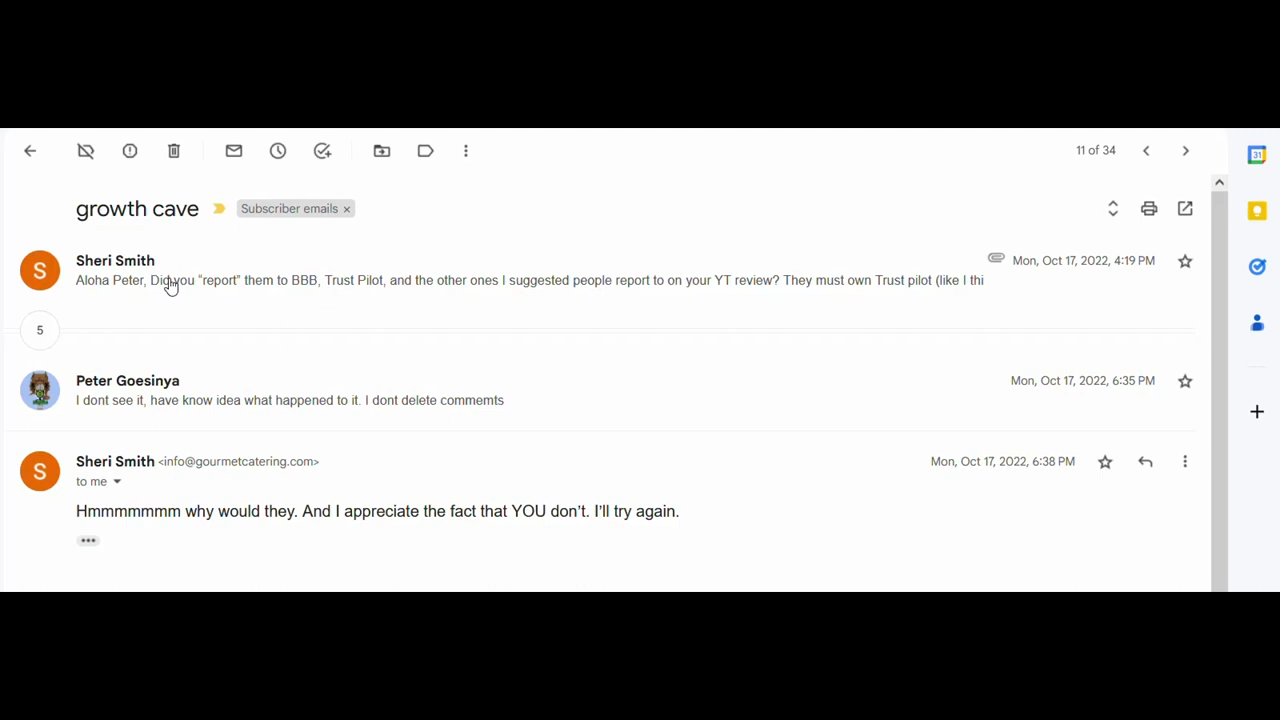 11 of 34
31
growth cave
Subscriber emails ×
Sheri Smith
Mon, Oct 17, 2022, 4:19 PM
S
Aloha Peter, Did you “report” them to BBB, Trust Pilot, and the other ones I suggested people report to on your YT review? They must own Trust pilot (like I thi
5
Peter Goesinya
Mon, Oct 17, 2022, 6:35 PM
I dont see it, have know idea what happened to it. I dont delete commemts
Sheri Smith <info@gourmetcatering.com>
Mon, Oct 17, 2022, 6:38 PM
S
to me
Hmmmmmmm why would they. And I appreciate the fact that YOU don’t. I’ll try again.